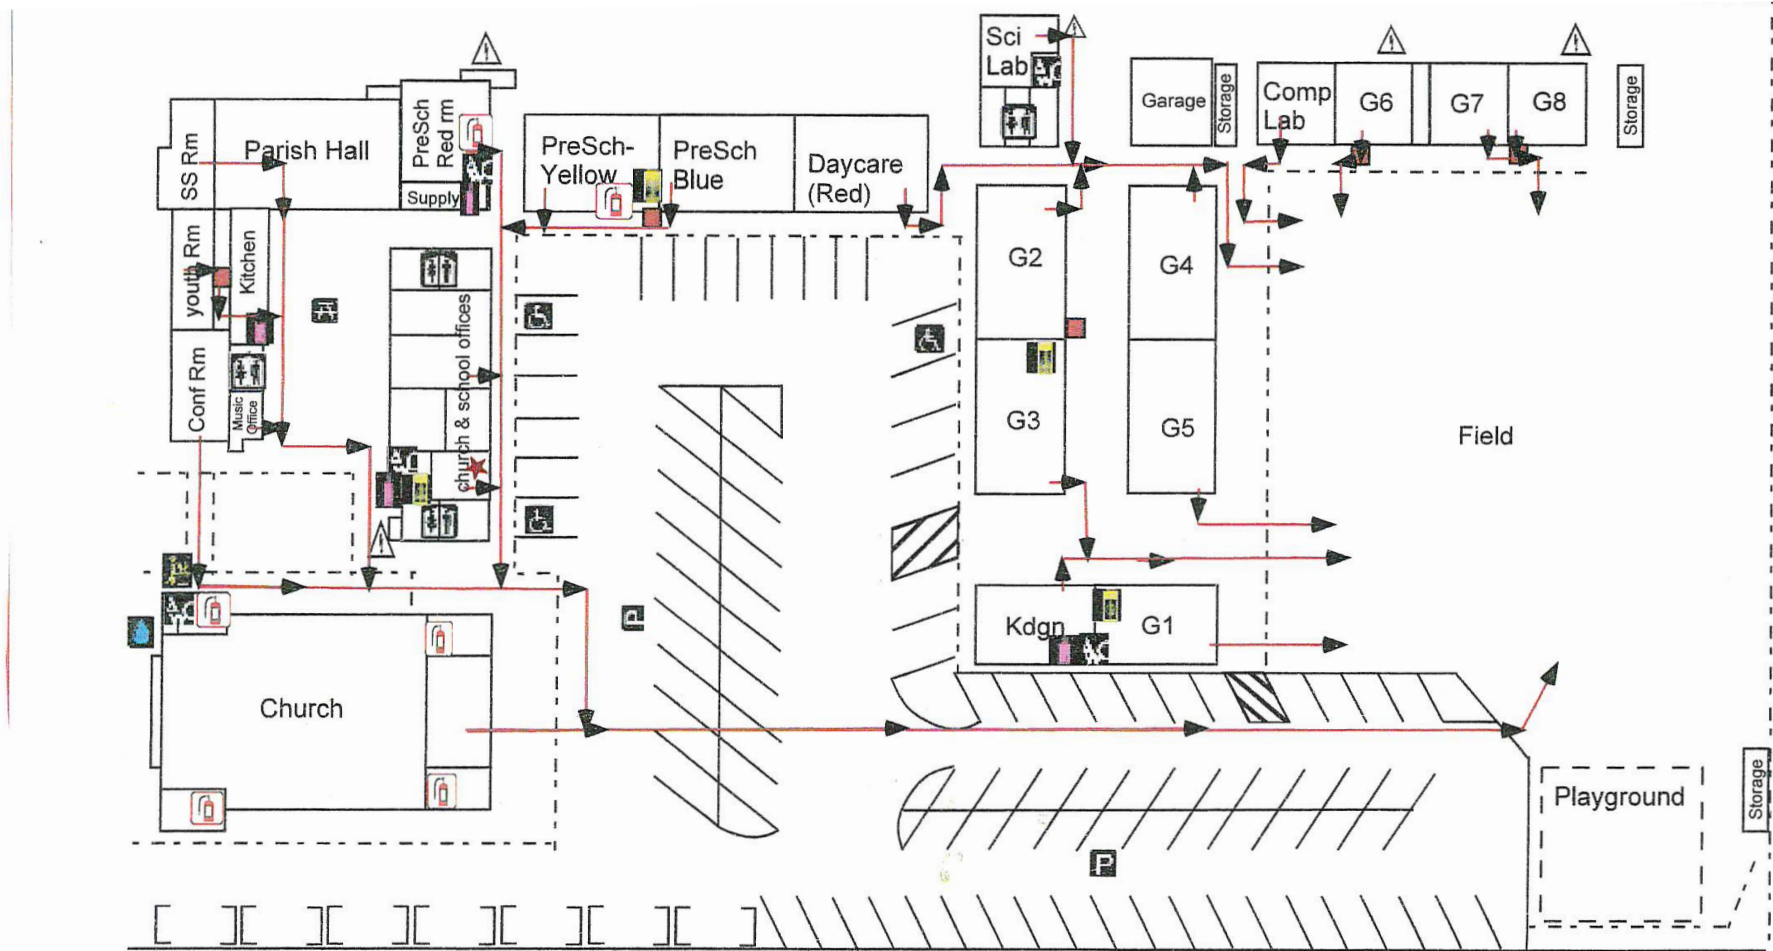 Sci
Lab
Garage
Storage
Comp
Lab
G6
G7
G8
Storage
SS Rm
Parish Hall
PreSch
Red rm
Supply
PreSch-
Yellow
PreSch
Blue
Daycare
(Red)
youth Rm
Kitchen
Conf Rm
Music
Office
church & school offices
G2
G4
G3
G5
Field
Kdgn
G1
P
Church
Playground
Storage
P